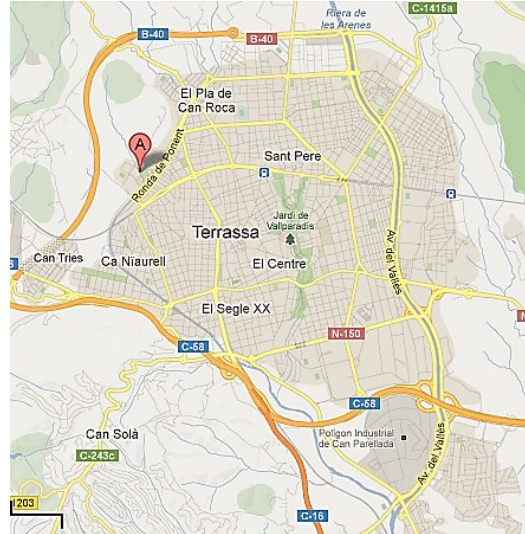 Riera de
les Arenes
C-1415a
B-40
B-40
El Pla de
Can Roca
A
Ronda de Ponent
Sant Pere
Jardí de
Vallparadís
Terrassa
Av. del Vallès
Can Tries
Ca N'aurell
El Centre
El Segle XX
N-150
C-58
C-58
Can Solà
Polígon Industrial
de Can Parellada
Av. del Vallès
C-243c
1203
C-16